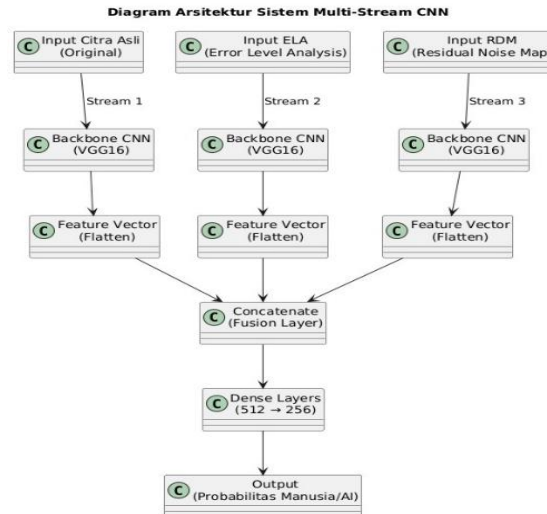 Diagram Arsitektur Sistem Multi-Stream CNN
C Input Citra Asli
(Original)
C Input ELA
(Error Level Analysis)
C Input RDM
(Residual Noise Map
Stream 1
Stream 2
Stream 3
C Backbone CNN
(VGG16)
C Backbone CNN
(VGG16)
C Backbone CNN
(VGG16)
C Feature Vector
(Flatten)
C Feature Vector
(Flatten)
C Feature Vector
(Flatten)
C Concatenate
(Fusion Layer)
C Dense Layers
(512 → 256)
C Output
(Probabilitas Manusia/AI)